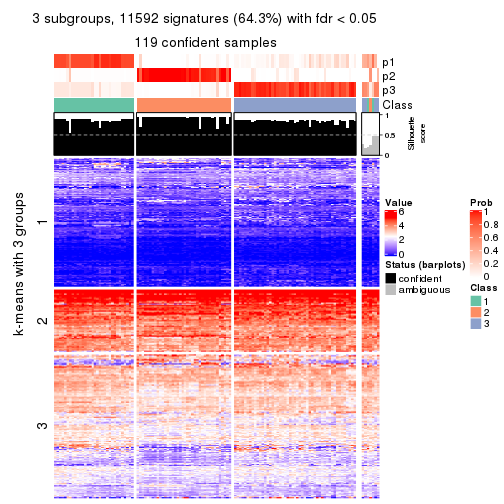 3 subgroups, 11592 signatures (64.3%) with fdr < 0.05
119 confident samples
p1
p2
p3
Class
1
0.5
0
Silhouette
score
k-means with 3 groups
1
2
3
Value
6
4
2
0
Status (barplots)
confident
ambiguous
Prob
1
0.8
0.6
0.4
0.2
0
Class
1
2
3